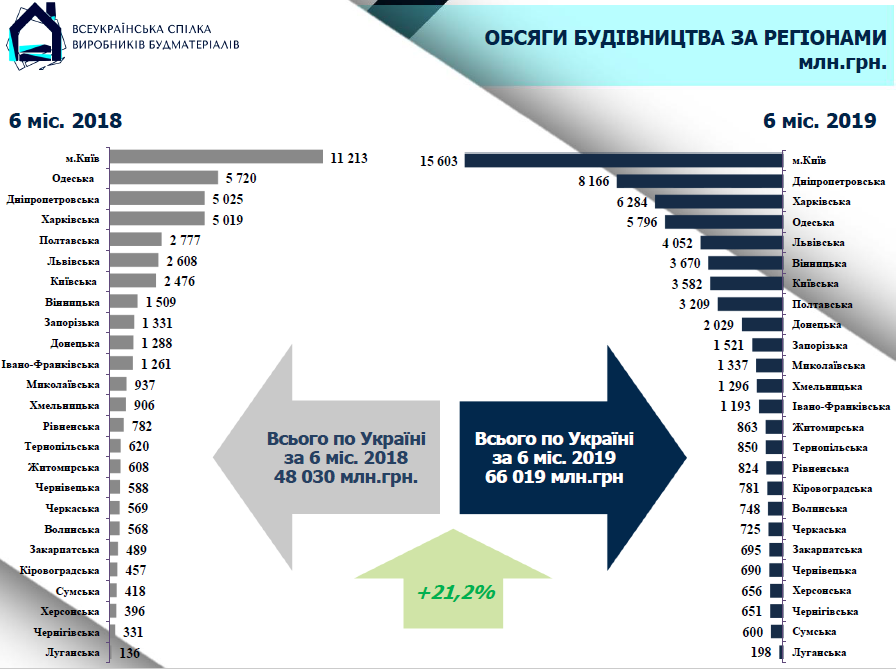 ВСЕУКРАЇНСЬКА СПІЛКА
ВИРОБНИКІВ БУДМАТЕРІАЛІВ
ОБСЯГИ БУДІВНИЦТВА ЗА РЕГІОНАМИ
млн.грн.
6 міс. 2018
м.Київ 11 213
Одеська 5 720
Дніпропетровська 5 025
Харківська 5 019
Полтавська 2 777
Львівська 2 608
Київська 2 476
Вінницька 1 509
Запорізька 1 331
Донецька 1 288
Івано-Франківська 1 261
Миколаївська 937
Хмельницька 906
Рівненська 782
Тернопільська 620
Житомирська 608
Чернівецька 588
Черкаська 569
Волинська 568
Закарпатська 489
Кіровоградська 457
Сумська 418
Херсонська 396
Чернігівська 331
Луганська 136
Всього по Україні
за 6 міс. 2018
48 030 млн.грн.
Всього по Україні
за 6 міс. 2019
66 019 млн.грн
+21,2%
6 міс. 2019
15 603 м.Київ
8 166 Дніпропетровська
6 284 Харківська
5 796 Одеська
4 052 Львівська
3 670 Вінницька
3 582 Київська
3 209 Полтавська
2 029 Донецька
1 521 Запорізька
1 337 Миколаївська
1 296 Хмельницька
1 193 Івано-Франківська
863 Житомирська
850 Тернопільська
824 Рівненська
781 Кіровоградська
748 Волинська
725 Черкаська
695 Закарпатська
690 Чернівецька
656 Херсонська
651 Чернігівська
600 Сумська
198 Луганська